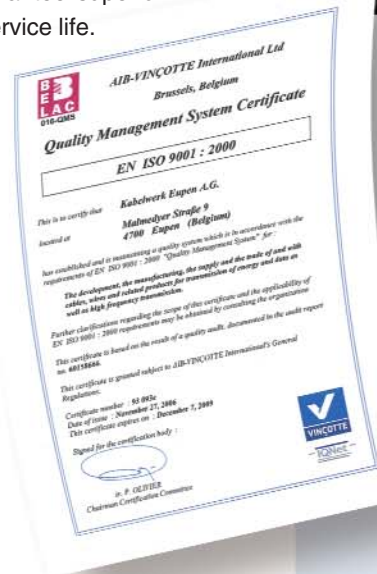 rvice life.
BELAC
016-QMS
AIB-VINÇOTTE International Ltd
Brussels, Belgium
Quality Management System Certificate
EN ISO 9001 : 2000
This is to certify that Kabelwerk Eupen A.G.
located at Malmedyer Straße 9
4700 Eupen (Belgium)
has established and is maintaining a quality system which is in accordance with the
requirements of EN ISO 9001 : 2000 "Quality Management System" for :
The development, the manufacturing, the supply and the trade of and with
cables, wires and related products for transmission of energy and data as
well as high frequency transmission.
Further clarifications regarding the scope of this certificate and the applicability of
EN ISO 9001 : 2000 requirements may be obtained by consulting the organization
This certificate is based on the result of a quality audit, documented in the audit report
no. 60158666.
This certificate is granted subject to AIB-VINÇOTTE International's General
Regulations.
Certificate number : 93 093e
Date of issue : November 27, 2006
This certificate expires on : December 7, 2009
Signed for the certification body :
ir. P. OLIVIER
Chairman Certification Committee
VINÇOTTE
IQNet